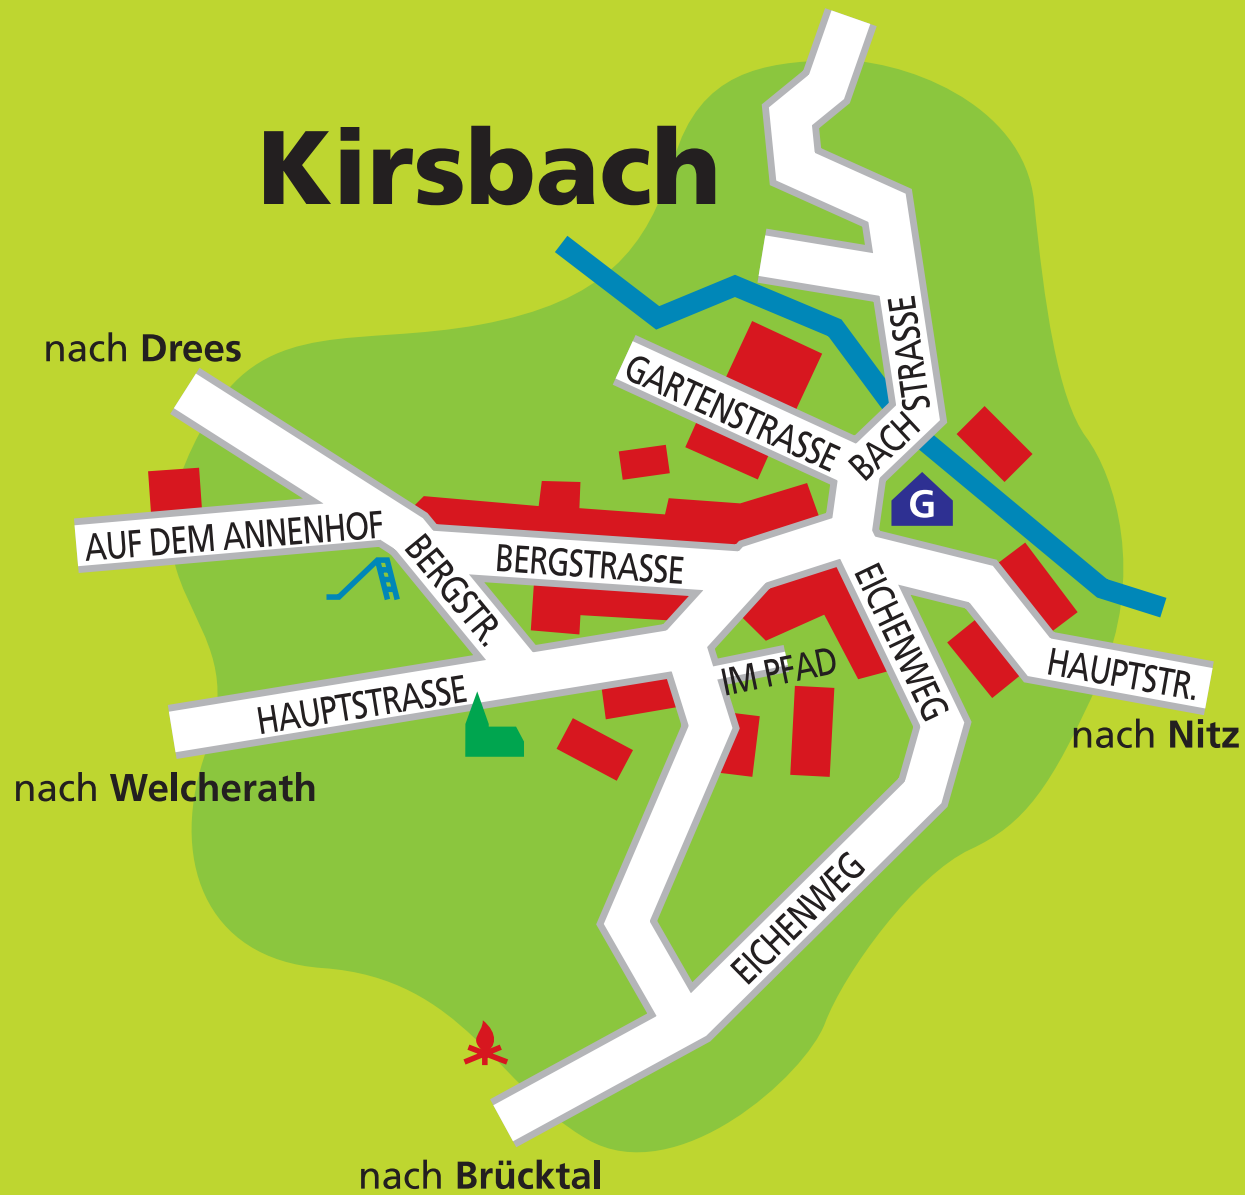 Kirsbach
nach Drees
BACHSTRASSE
GARTENSTRASSE
G
AUF DEM ANNENHOF
BERGSTR.
BERGSTRASSE
EICHENWEG
HAUPTSTR.
IM PFAD
HAUPTSTRASSE
nach Nitz
nach Welcherath
EICHENWEG
nach Brücktal